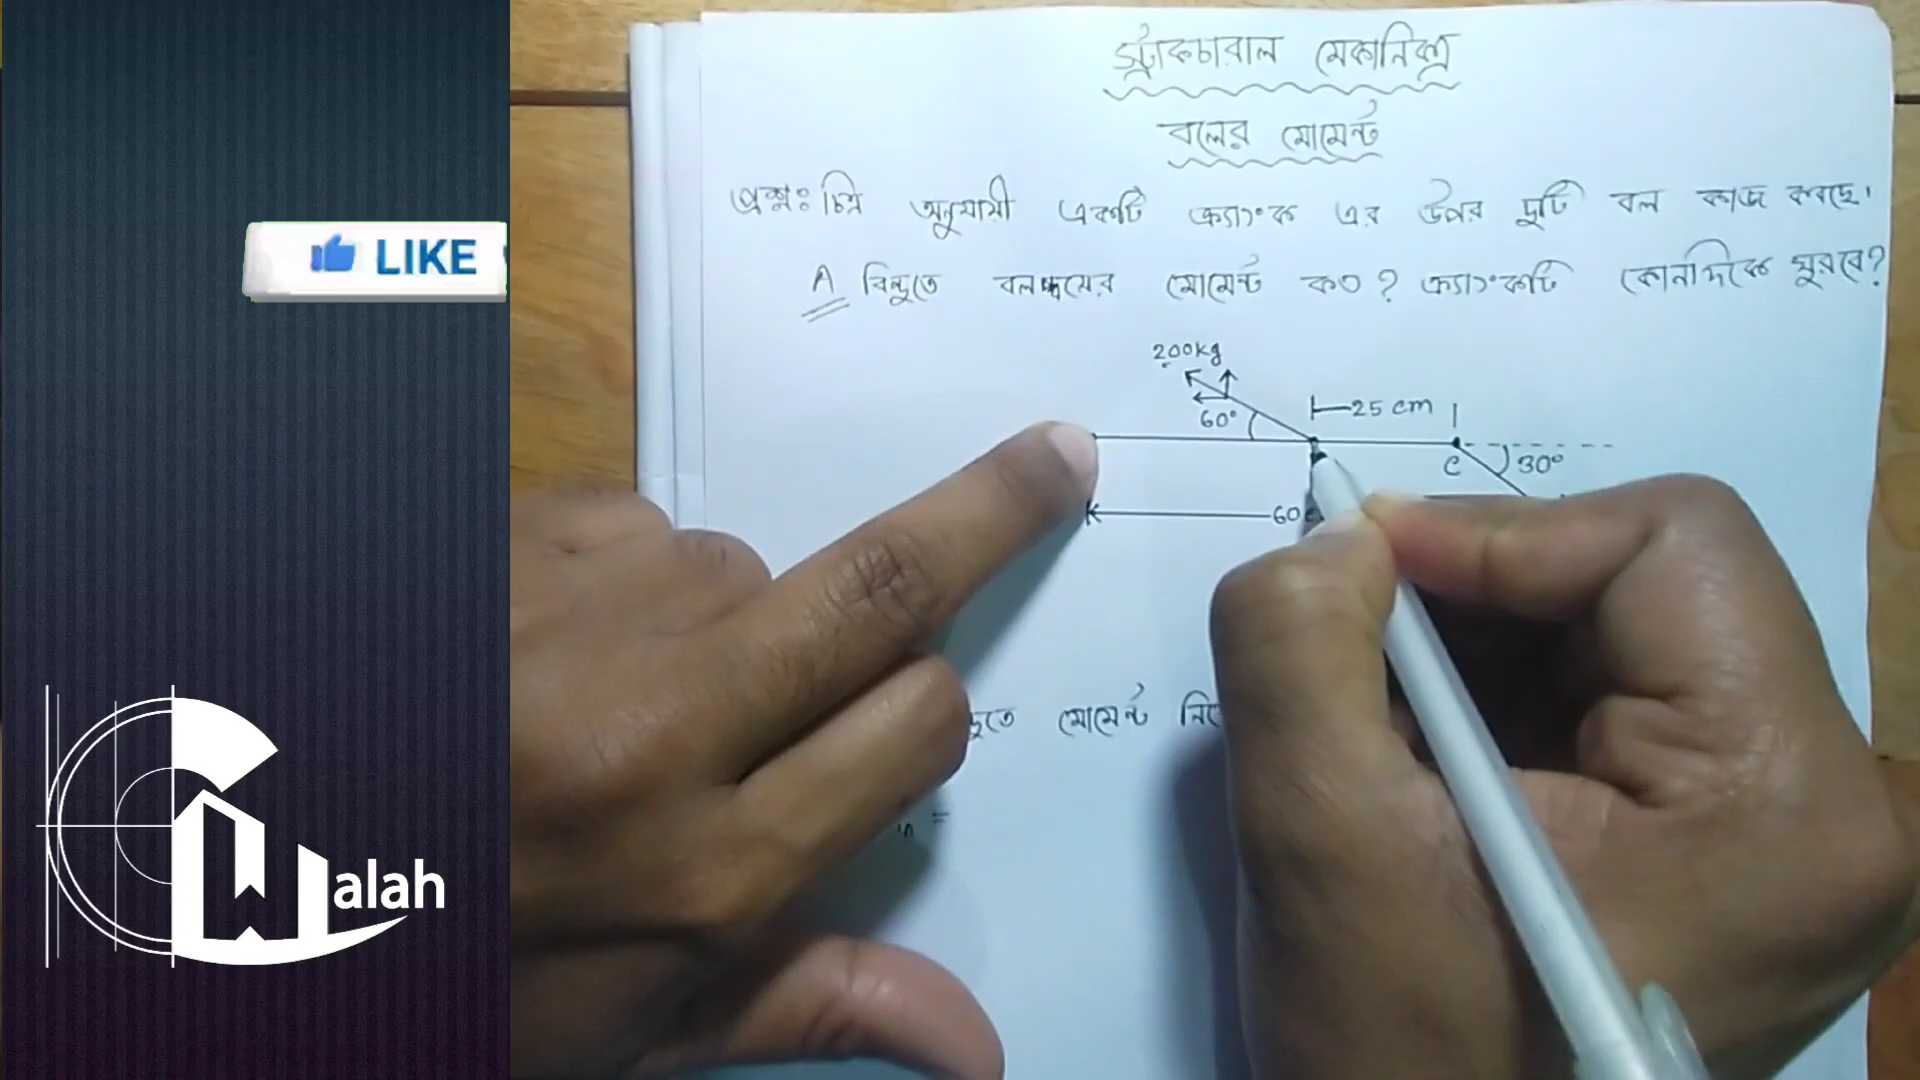 স্ট্রাকচারাল মেকানিক্স
বলের মোমেন্ট
প্রশ্নঃ চিত্র অনুযায়ী একটি ক্র্যাংক এর উপর দুটি বল কাজ করছে।
A বিন্দুতে বলদ্বয়ের মোমেন্ট কত? ক্র্যাংকটি কোনদিকে ঘুরবে?
200kg
60°
25 cm
C
30°
60
মোমেন্ট
=
LIKE
Walah